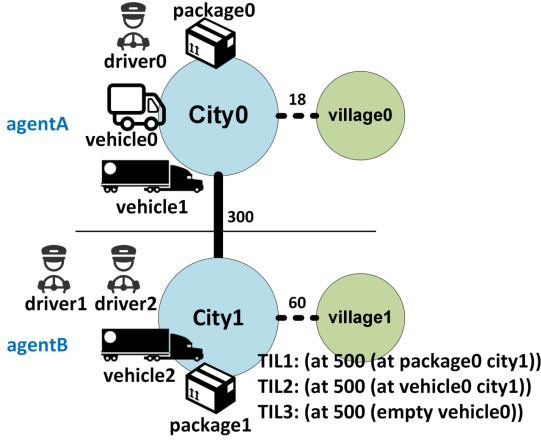 package0
driver0
City0
18
village0
agentA
vehicle0
vehicle1
300
driver1 driver2
City1
60
village1
agentB
vehicle2
TIL1: (at 500 (at package0 city1))
TIL2: (at 500 (at vehicle0 city1))
TIL3: (at 500 (empty vehicle0))
package1